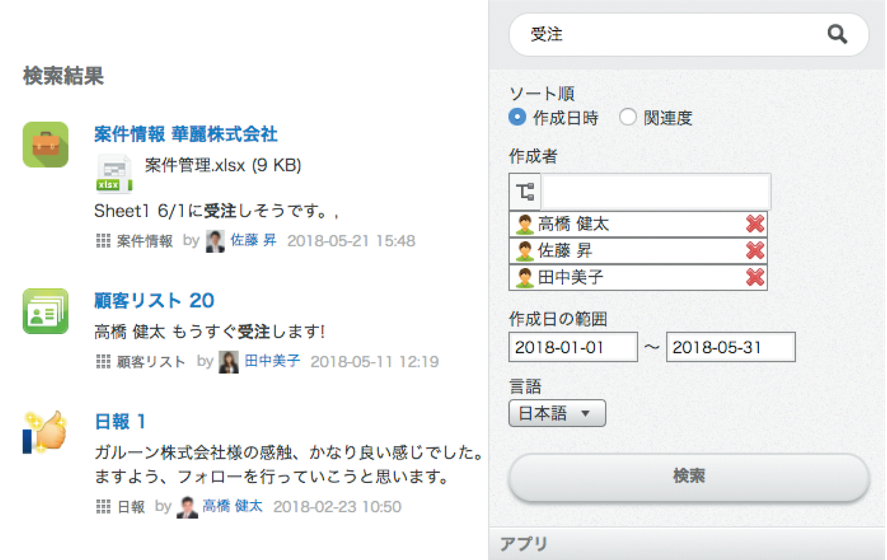 検索結果
案件情報 華麗株式会社
案件管理.xlsx (9 KB)
xlsx
Sheet1 6/1に受注しそうです。,
案件情報 by 佐藤 昇 2018-05-21 15:48
顧客リスト 20
高橋 健太 もうすぐ受注します!
顧客リスト by 田中美子 2018-05-11 12:19
日報 1
ガルーン株式会社様の感触、かなり良い感じでした。
ますよう、フォローを行っていこうと思います。
日報 by 高橋 健太 2018-02-23 10:50
受注
ソート順
作成日時 関連度
作成者
高橋 健太
佐藤 昇
田中美子
作成日の範囲
2018-01-01 ～ 2018-05-31
言語
日本語
検索
アプリ